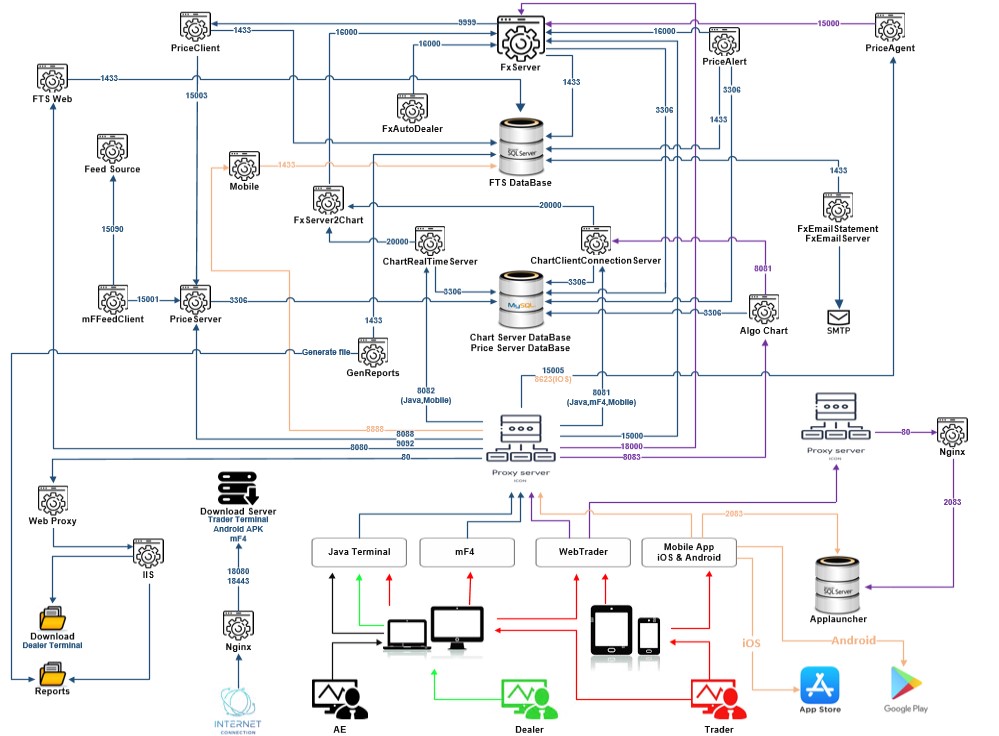 9999
15000
PriceClient
1433
16000
16000
PriceAgent
16000
FxServer
PriceAlert
1433
1433
FTS Web
15003
3306
3306
FxAutoDealer
1433
SQLServer
Feed Source
Mobile
1433
FTS DataBase
1433
20000
FxServer2Chart
15090
FxEmailStatement
FxEmailServer
20000
ChartRealTimeServer
ChartClientConnectionServer
8081
3306
3306
15001
3306
MySQL
3306
mFFeedClient
PriceServer
Algo Chart
SMTP
1433
Chart Server DataBase
Price Server DataBase
Generate file
GenReports
15005
8623(IOS)
8082
(Java,Mobile)
8081
(Java,mF4,Mobile)
8888
8088
9092
8080
80
15000
18000
8083
Proxy server
ICON
80
Proxy server
ICON
Nginx
2083
Web Proxy
Download Server
Trader Terminal
Android APK
mF4
2083
Java Terminal
mF4
WebTrader
Mobile App
iOS & Android
IIS
18080
18443
SQLServer
Applauncher
Download
Dealer Terminal
Nginx
iOS
Android
Reports
INTERNET
CONNECTION
AE
Dealer
Trader
App Store
Google Play